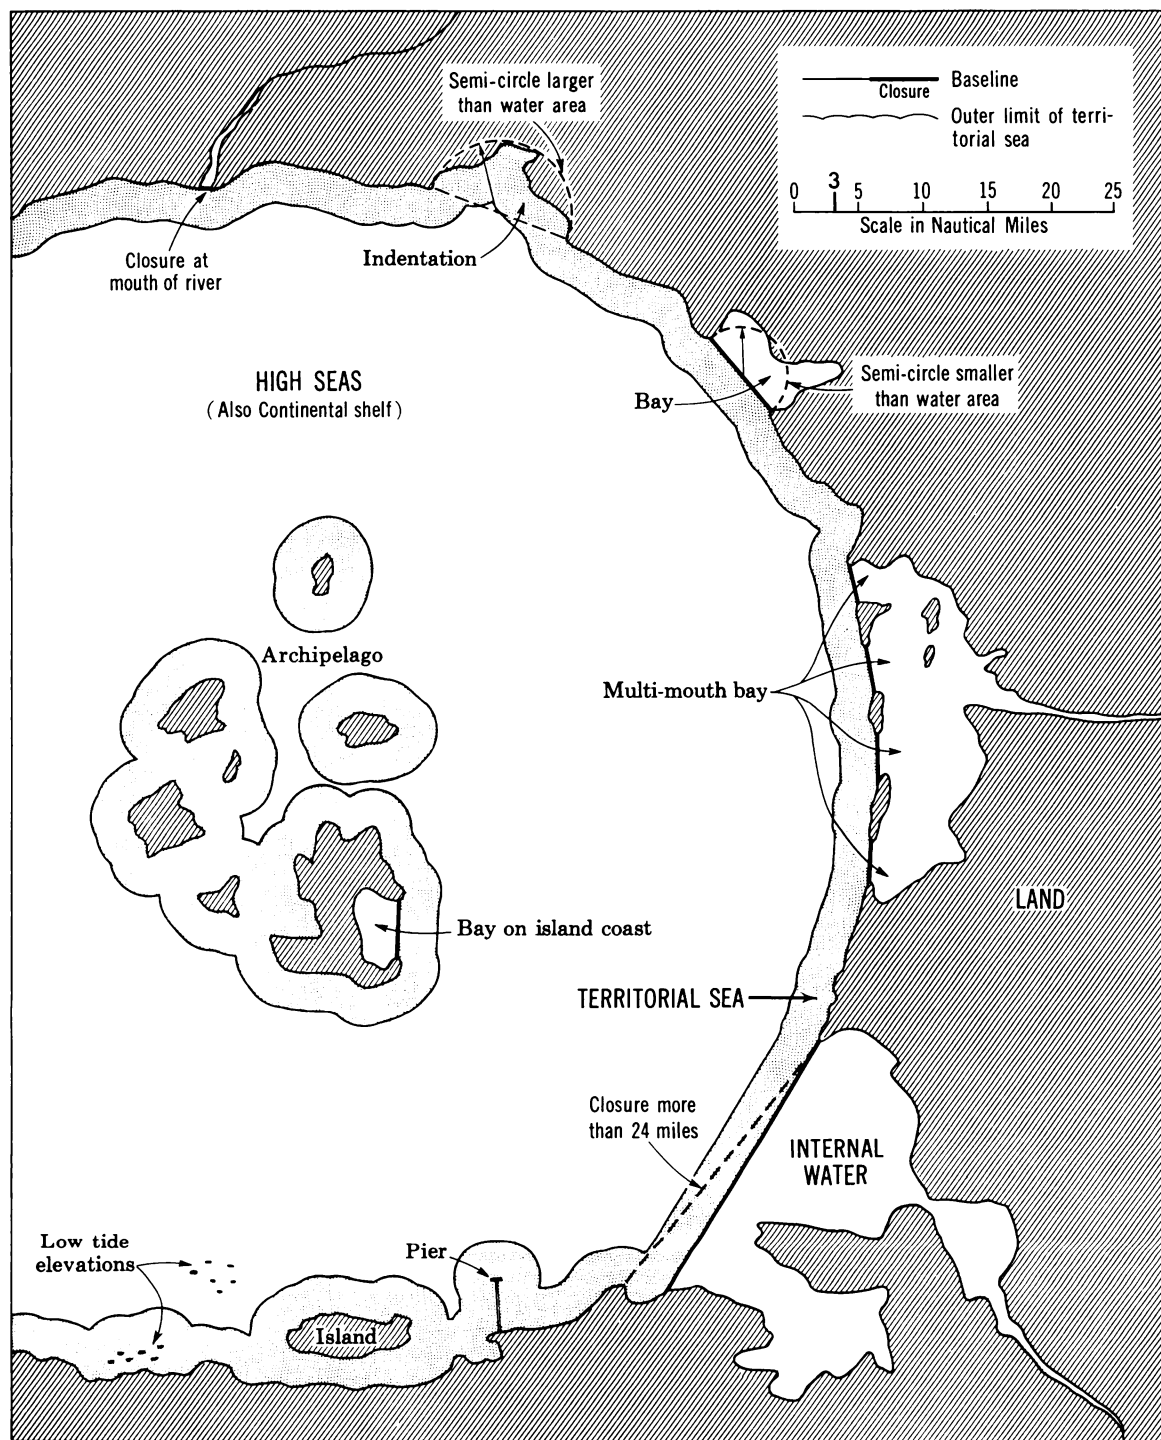 Semi-circle larger
than water area
Baseline
Closure
Outer limit of terri-
torial sea
3
0 5 10 15 20 25
Scale in Nautical Miles
Indentation
Closure at
mouth of river
HIGH SEAS
(Also Continental shelf)
Bay
Semi-circle smaller
than water area
Archipelago
Multi-mouth bay
LAND
Bay on island coast
TERRITORIAL SEA
Closure more
than 24 miles
INTERNAL
WATER
Low tide
elevations
Pier
Island